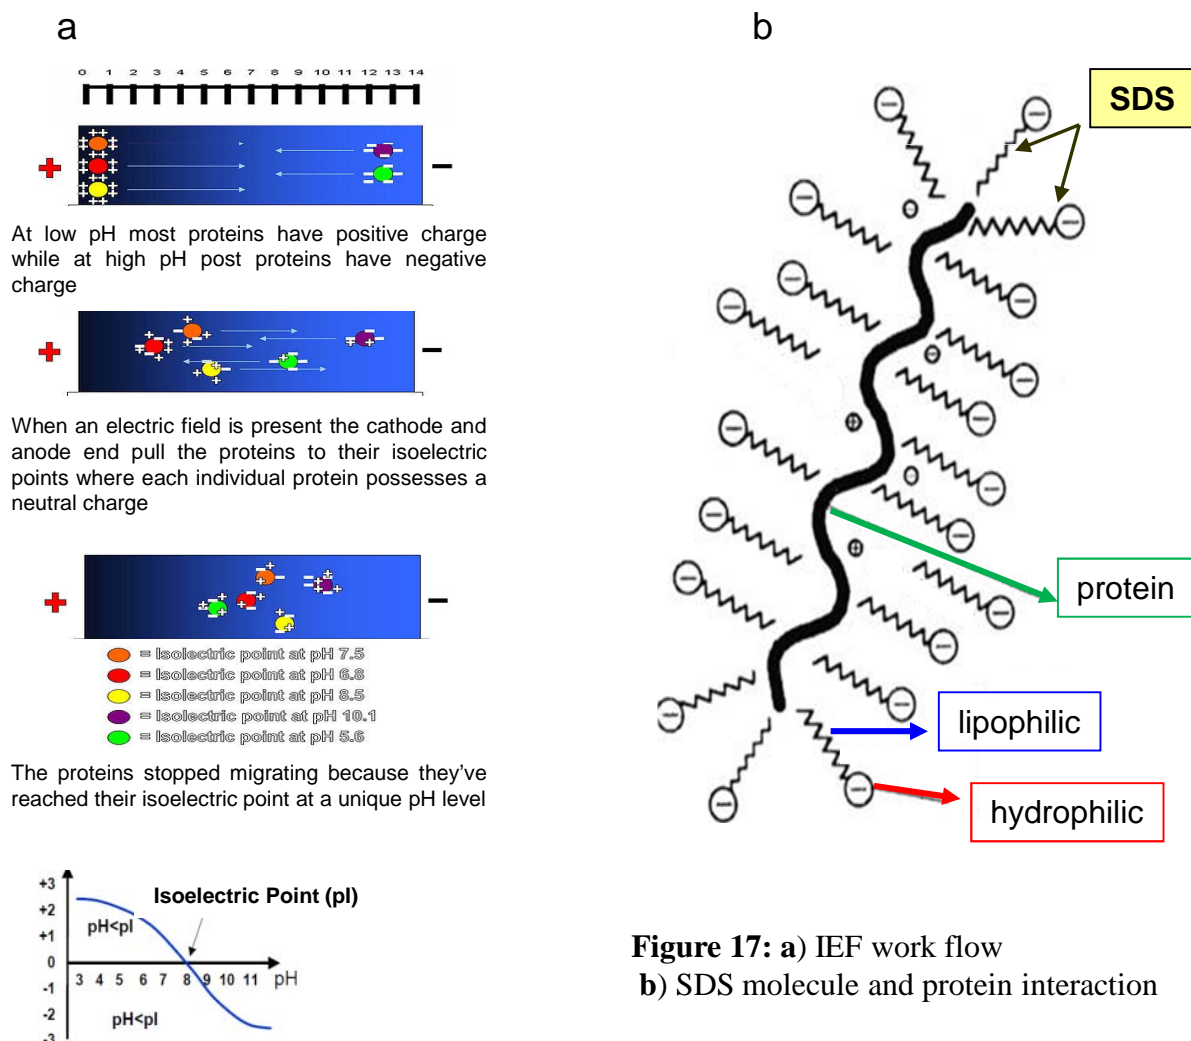 a
0 1 2 3 4 5 6 7 8 9 10 11 12 13 14
+ −
At low pH most proteins have positive charge
while at high pH post proteins have negative
charge
+ −
When an electric field is present the cathode and
anode end pull the proteins to their isoelectric
points where each individual protein possesses a
neutral charge
+ −
= Isolectric point at pH 7.5
= Isolectric point at pH 6.8
= Isolectric point at pH 8.5
= Isolectric point at pH 10.1
= Isolectric point at pH 5.6
The proteins stopped migrating because they've
reached their isoelectric point at a unique pH level
Isoelectric Point (pI)
+3
+2
+1
0
-1
-2
-3
pH<pI
3 4 5 6 7 8 9 10 11 pH
pH<pI
b
SDS
protein
lipophilic
hydrophilic
Figure 17: a) IEF work flow
b) SDS molecule and protein interaction